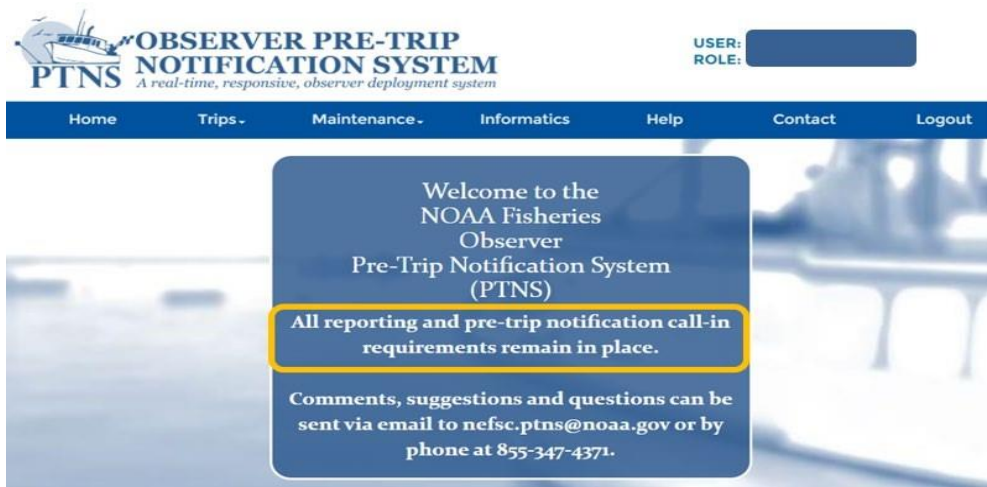 OBSERVER PRE-TRIP
NOTIFICATION SYSTEM
PTNS
A real-time, responsive, observer deployment system
USER:
ROLE:
Home Trips Maintenance Informatics Help Contact Logout
Welcome to the
NOAA Fisheries
Observer
Pre-Trip Notification System
(PTNS)
All reporting and pre-trip notification call-in
requirements remain in place.
Comments, suggestions and questions can be
sent via email to nefsc.ptns@noaa.gov or by
phone at 855-347-4371.